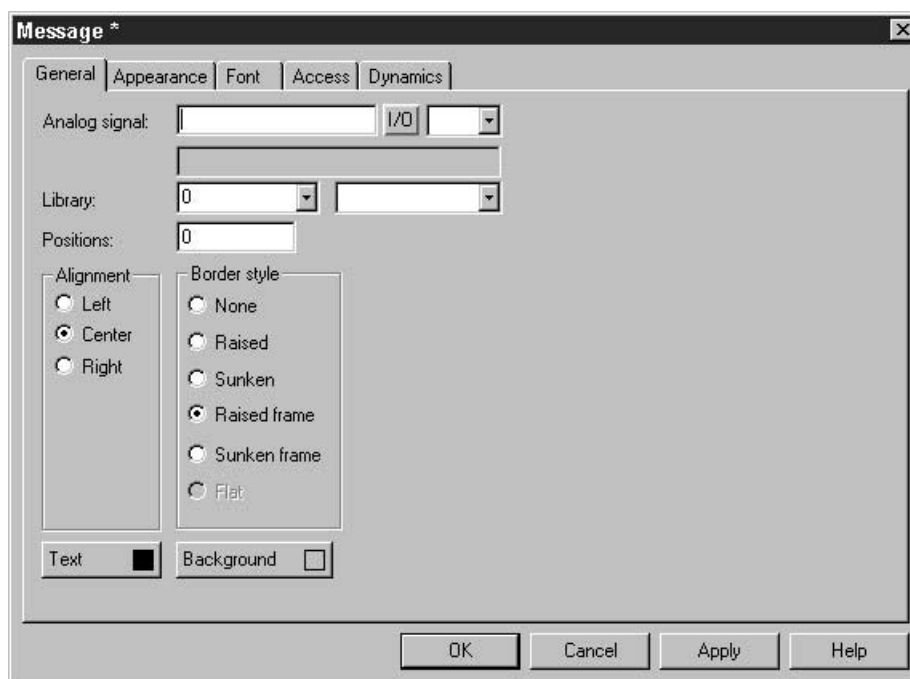 Message *
General Appearance Font Access Dynamics
Analog signal: I/O
Library: 0
Positions: 0
Alignment Border style
Left None
Center Raised
Right Sunken
Raised frame
Sunken frame
Flat
Text Background
OK Cancel Apply Help